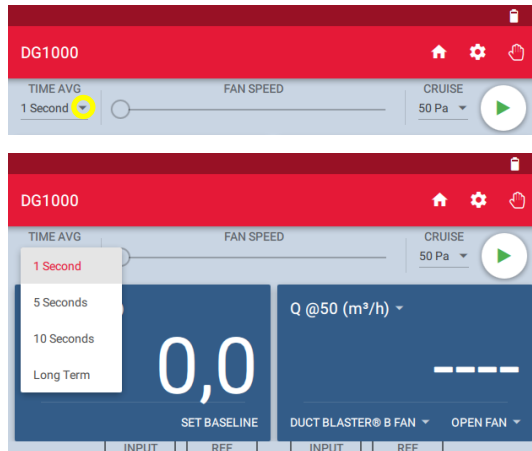 DG1000
TIME AVG FAN SPEED CRUISE
1 Second 50 Pa
DG1000
TIME AVG FAN SPEED CRUISE
50 Pa
1 Second
5 Seconds
10 Seconds
Long Term
)
0,0
SET BASELINE
Q @50 (m³/h)
----
DUCT BLASTER® B FAN OPEN FAN
INPUT REF INPUT REF